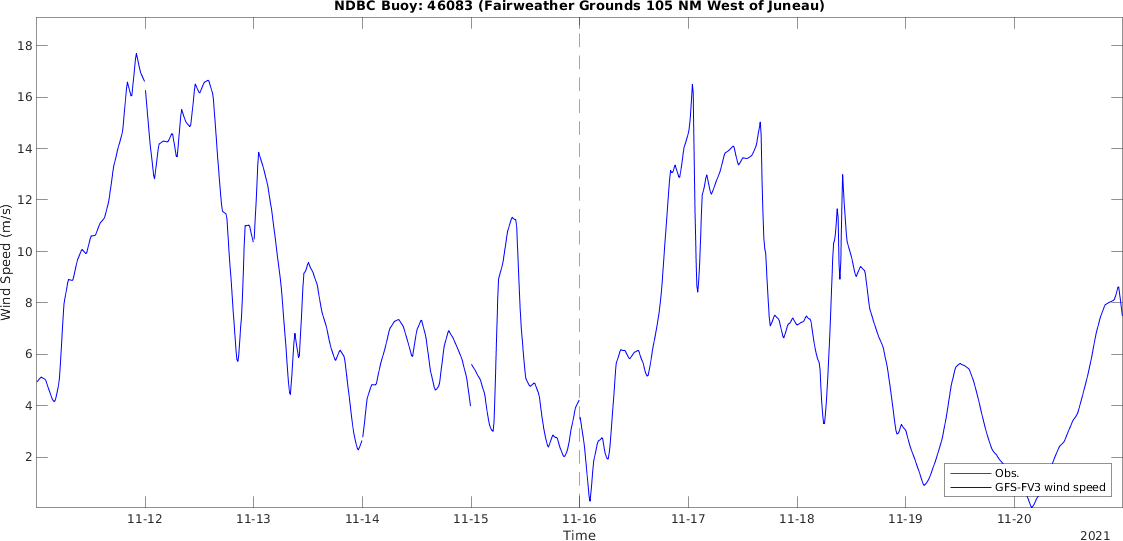 NDBC Buoy: 46083 (Fairweather Grounds 105 NM West of Juneau)
Wind Speed (m/s)
18
16
14
12
10
8
6
4
2
11-12 11-13 11-14 11-15 11-16 11-17 11-18 11-19 11-20
Time
2021
Obs.
GFS-FV3 wind speed